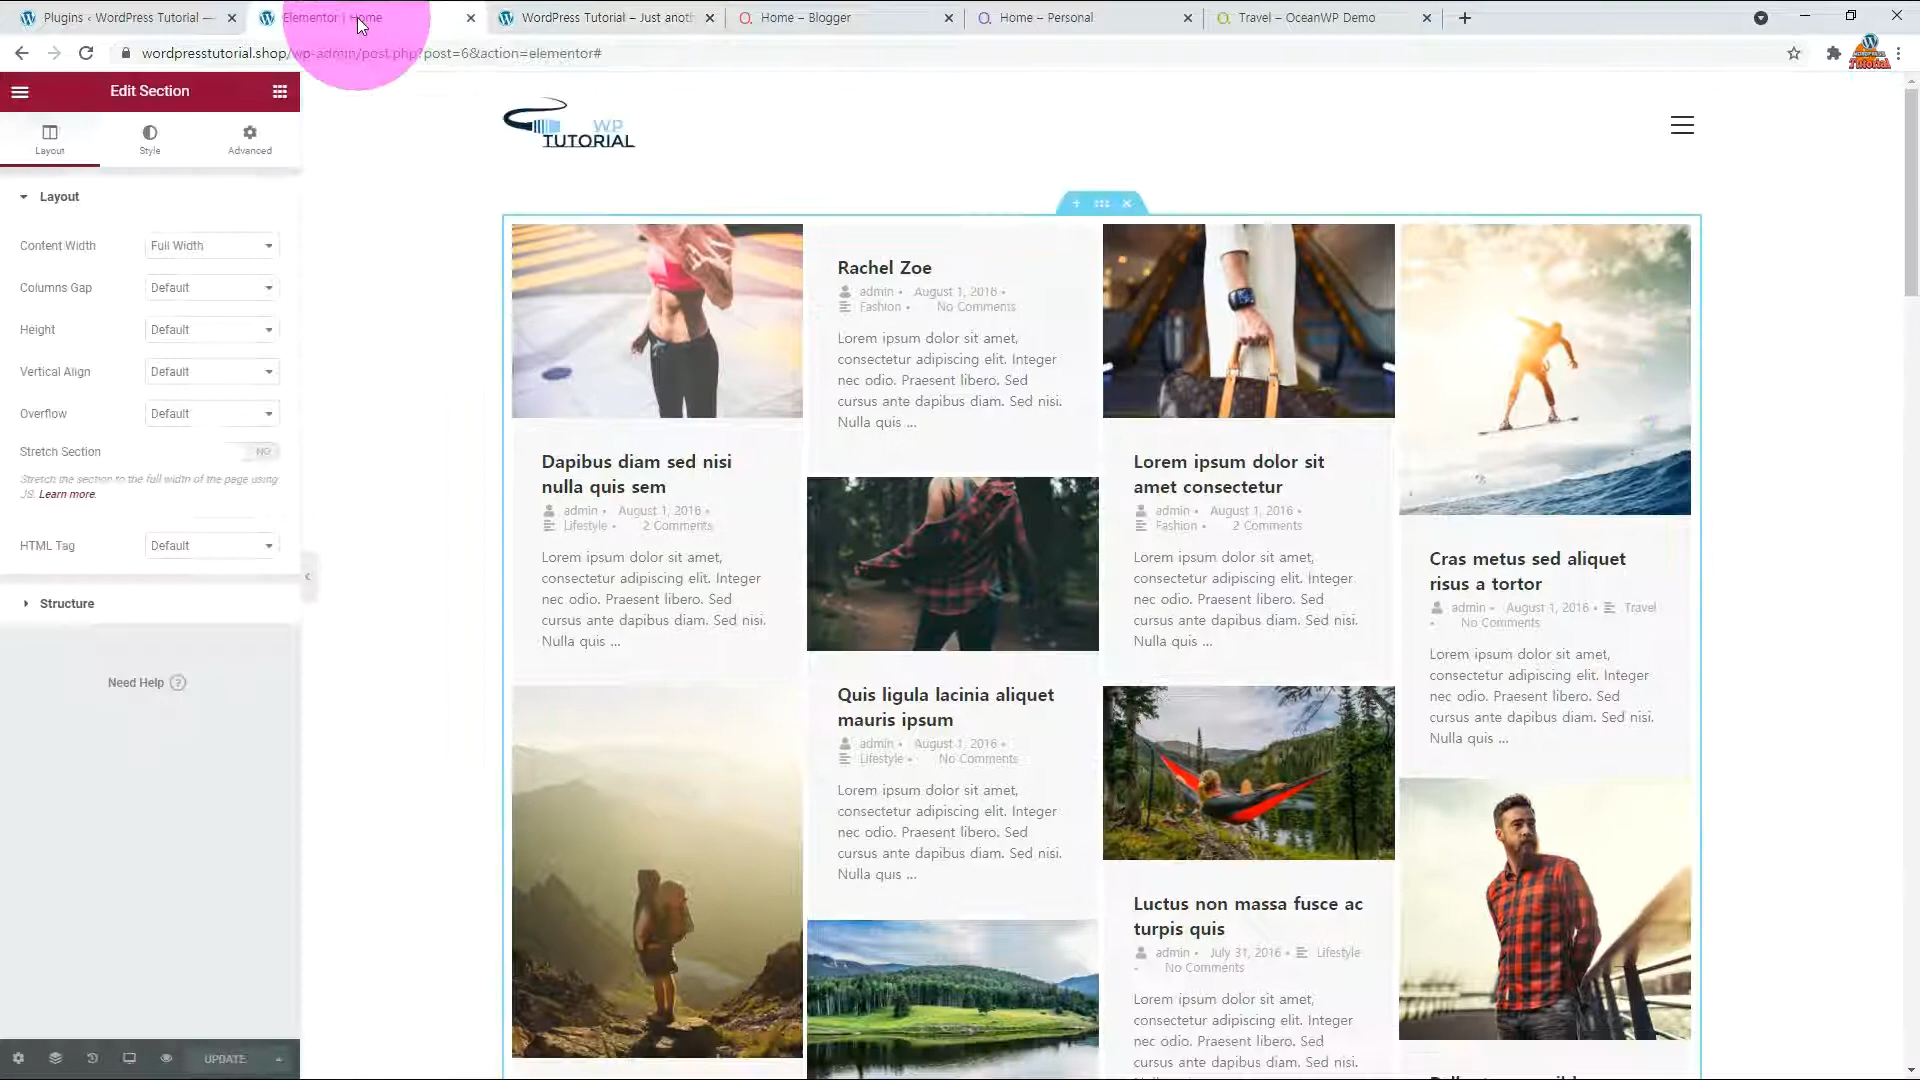 Plugins ‹ WordPress Tutorial —
Elementor | Home
WordPress Tutorial – Just anoth
Home – Blogger
Home – Personal
Travel – OceanWP Demo
wordpresstutorial.shop/wp-admin/post.php?post=6&action=elementor#
Tutorial
Edit Section
Layout
Style
Advanced
Layout
Content Width
Full Width
Columns Gap
Default
Height
Default
Vertical Align
Default
Overflow
Default
Stretch Section
NO
Stretch the section to the full width of the page using
JS. Learn more.
HTML Tag
Default
Structure
Need Help
UPDATE
WP
TUTORIAL
Dapibus diam sed nisi
nulla quis sem
admin • August 1, 2016 •
Lifestyle • 2 Comments
Lorem ipsum dolor sit amet,
consectetur adipiscing elit. Integer
nec odio. Praesent libero. Sed
cursus ante dapibus diam. Sed nisi.
Nulla quis ...
Rachel Zoe
admin • August 1, 2016 •
Fashion • No Comments
Lorem ipsum dolor sit amet,
consectetur adipiscing elit. Integer
nec odio. Praesent libero. Sed
cursus ante dapibus diam. Sed nisi.
Nulla quis ...
Quis ligula lacinia aliquet
mauris ipsum
admin • August 1, 2016 •
Lifestyle • No Comments
Lorem ipsum dolor sit amet,
consectetur adipiscing elit. Integer
nec odio. Praesent libero. Sed
cursus ante dapibus diam. Sed nisi.
Nulla quis ...
Lorem ipsum dolor sit
amet consectetur
admin • August 1, 2016 •
Fashion • 2 Comments
Lorem ipsum dolor sit amet,
consectetur adipiscing elit. Integer
nec odio. Praesent libero. Sed
cursus ante dapibus diam. Sed nisi.
Nulla quis ...
Luctus non massa fusce ac
turpis quis
admin • July 31, 2016 • Lifestyle
• No Comments
Lorem ipsum dolor sit amet,
consectetur adipiscing elit. Integer
nec odio. Praesent libero. Sed
cursus ante dapibus diam. Sed nisi.
Cras metus sed aliquet
risus a tortor
admin • August 1, 2016 • Travel
• No Comments
Lorem ipsum dolor sit amet,
consectetur adipiscing elit. Integer
nec odio. Praesent libero. Sed
cursus ante dapibus diam. Sed nisi.
Nulla quis ...